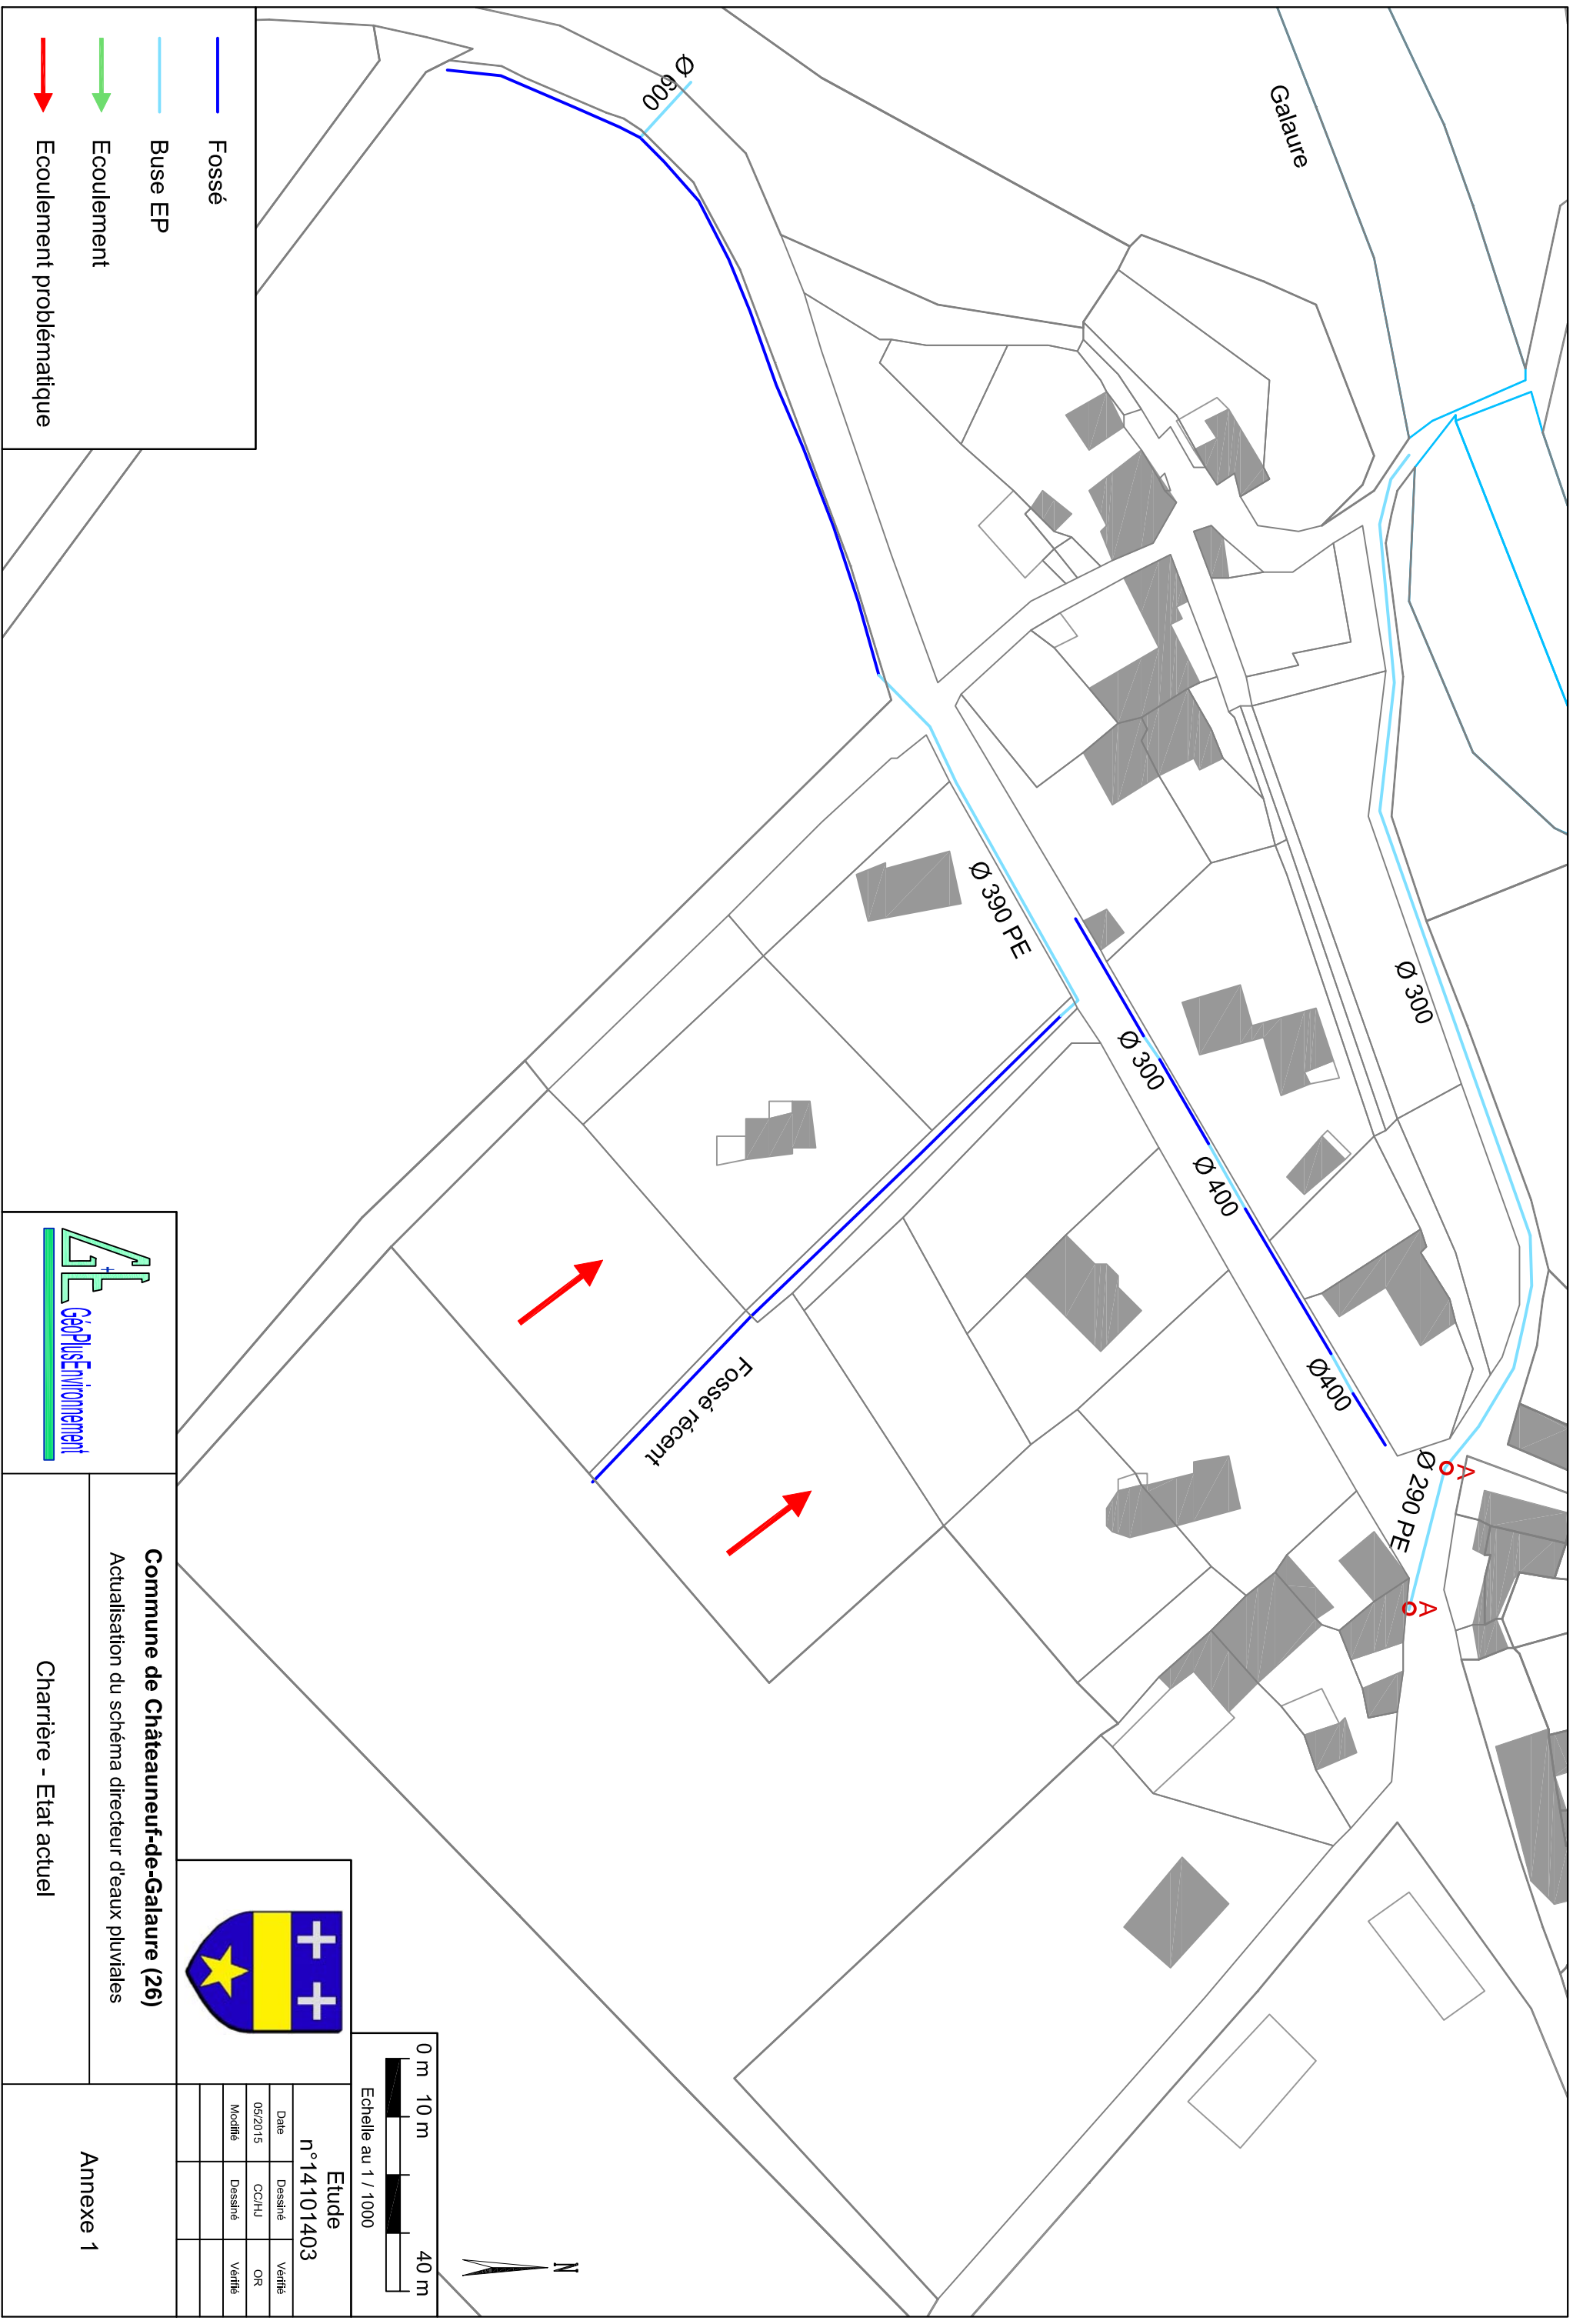 Galaure
Ø 600
Ø 390 PE
Ø 300
Ø 300
Ø 400
Ø400
Ø 290 PE
A
A
Fossé récent
Fossé
Buse EP
Ecoulement
Ecoulement problématique
GéoPlusEnvironnement
Commune de Châteauneuf-de-Galaure (26)
Actualisation du schéma directeur d'eaux pluviales
Charrière - Etat actuel
0 m 10 m 40 m
Echelle au 1 / 1000
N
Etude
n°14101403
Date Dessiné Vérifié
05/2015 CC/HJ OR
Modifié Dessiné Vérifié
Annexe 1